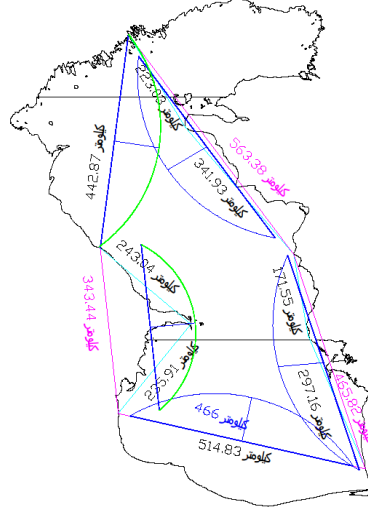 223.03 کیلومتر
563.38 کیلومتر
442.87 کیلومتر
341.93 کیلومتر
243.04 کیلومتر
171.55 کیلومتر
343.44 کیلومتر
225.91 کیلومتر
297.16 کیلومتر
465.82 کیلومتر
466 کیلومتر
514.83 کیلومتر